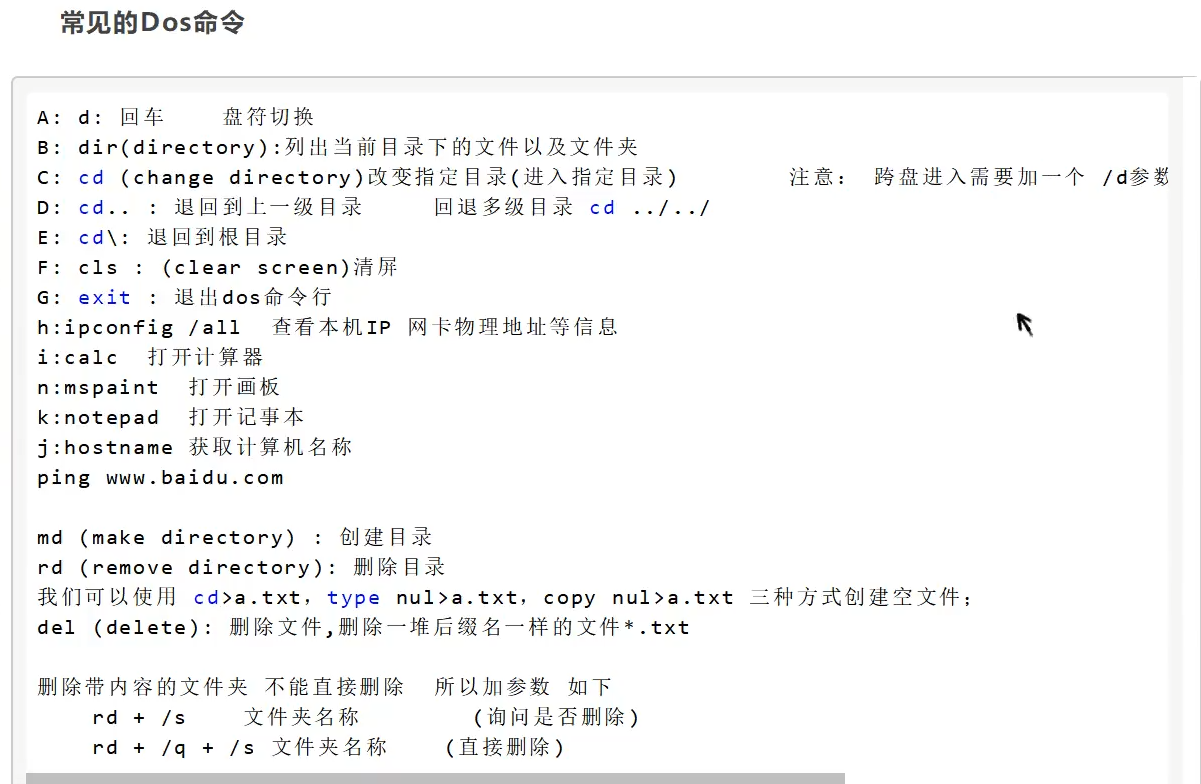 常见的Dos命令
A: d: 回车    盘符切换
B: dir(directory):列出当前目录下的文件以及文件夹
C: cd (change directory)改变指定目录(进入指定目录)        注意： 跨盘进入需要加一个 /d参数
D: cd.. : 退回到上一级目录     回退多级目录 cd ../../
E: cd\: 退回到根目录
F: cls : (clear screen)清屏
G: exit : 退出dos命令行
h:ipconfig /all  查看本机IP 网卡物理地址等信息
i:calc  打开计算器
n:mspaint  打开画板
k:notepad  打开记事本
j:hostname 获取计算机名称
ping www.baidu.com
md (make directory) : 创建目录
rd (remove directory): 删除目录
我们可以使用 cd>a.txt，type nul>a.txt，copy nul>a.txt 三种方式创建空文件；
del (delete): 删除文件,删除一堆后缀名一样的文件*.txt
删除带内容的文件夹 不能直接删除  所以加参数 如下
    rd + /s    文件夹名称        (询问是否删除)
    rd + /q + /s 文件夹名称    (直接删除)